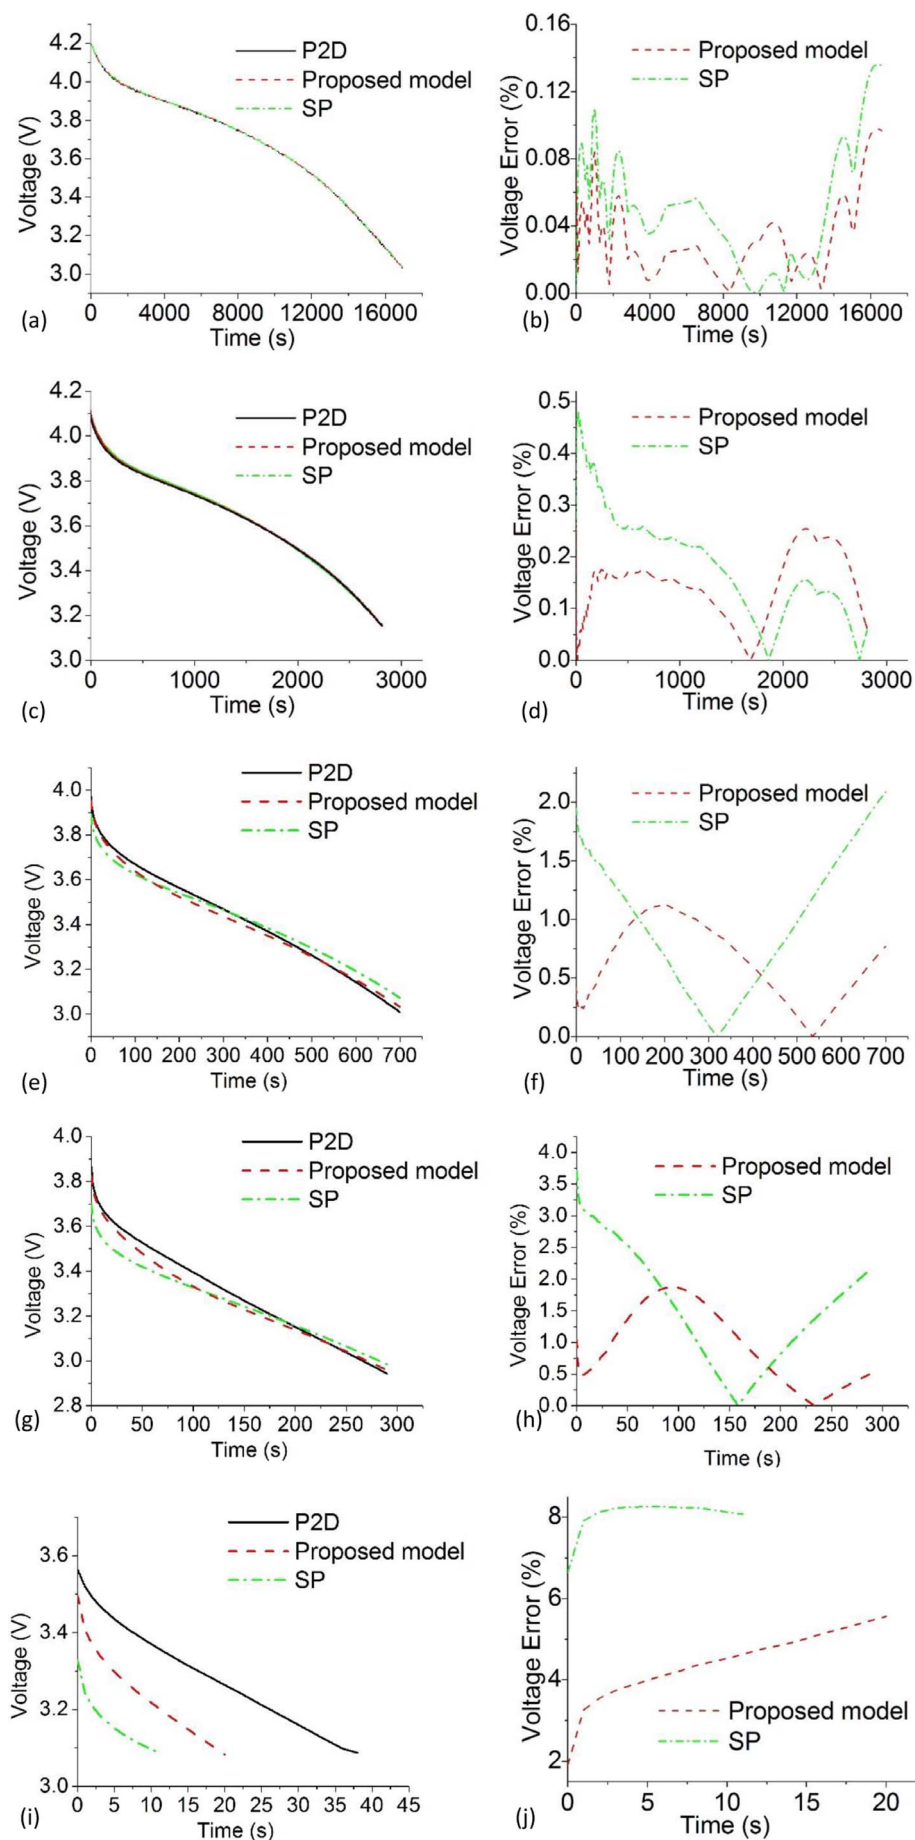 4.2
4.0
3.8
3.6
3.4
3.2
3.0
Voltage (V)
P2D
Proposed model
SP
0 4000 8000 12000 16000
Time (s)
(a)
0.16
0.12
0.08
0.04
0.00
Voltage Error (%)
Proposed model
SP
0 4000 8000 12000 16000
Time (s)
(b)
4.2
4.0
3.8
3.6
3.4
3.2
3.0
Voltage (V)
P2D
Proposed model
SP
0 1000 2000 3000
Time (s)
(c)
0.5
0.4
0.3
0.2
0.1
0.0
Voltage Error (%)
Proposed model
SP
0 1000 2000 3000
Time (s)
(d)
4.0
3.8
3.6
3.4
3.2
3.0
Voltage (V)
P2D
Proposed model
SP
0 50 100 150 200 250 300 350 400 450 500 550 600 650 700
Time (s)
(e)
2.0
1.5
1.0
0.5
0.0
Voltage Error (%)
Proposed model
SP
0 100 200 300 400 500 600 700
Time (s)
(f)
4.0
3.8
3.6
3.4
3.2
3.0
2.8
Voltage (V)
P2D
Proposed model
SP
0 50 100 150 200 250 300
Time (s)
(g)
4.0
3.5
3.0
2.5
2.0
1.5
1.0
0.5
0.0
Voltage Error (%)
Proposed model
SP
0 50 100 150 200 250 300
Time (s)
(h)
3.6
3.4
3.2
3.0
Voltage (V)
P2D
Proposed model
SP
0 5 10 15 20 25 30 35 40 45
Time (s)
(i)
8
6
4
2
Voltage Error (%)
Proposed model
SP
0 5 10 15 20
Time (s)
(j)